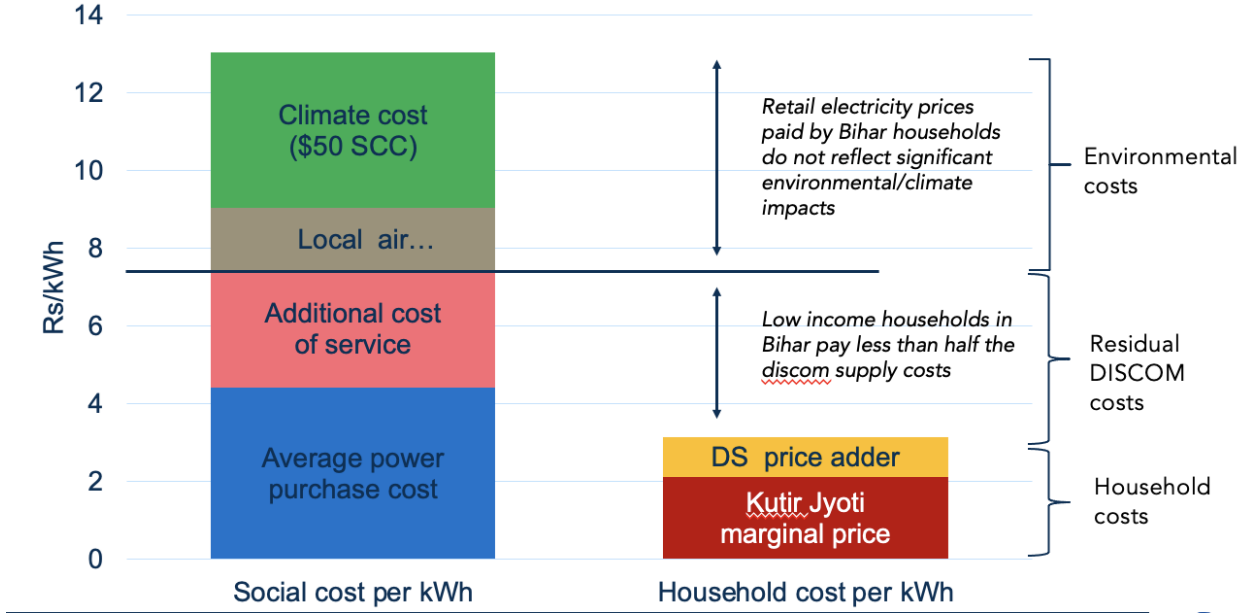 14
12
10
8
6
4
2
0
Rs/kWh
Climate cost
($50 SCC)
Local air…
Additional cost
of service
Average power
purchase cost
Retail electricity prices
paid by Bihar households
do not reflect significant
environmental/climate
impacts
Low income households in
Bihar pay less than half the
discom supply costs
DS price adder
Kutir Jyoti
marginal price
Environmental
costs
Residual
DISCOM
costs
Household
costs
Social cost per kWh
Household cost per kWh